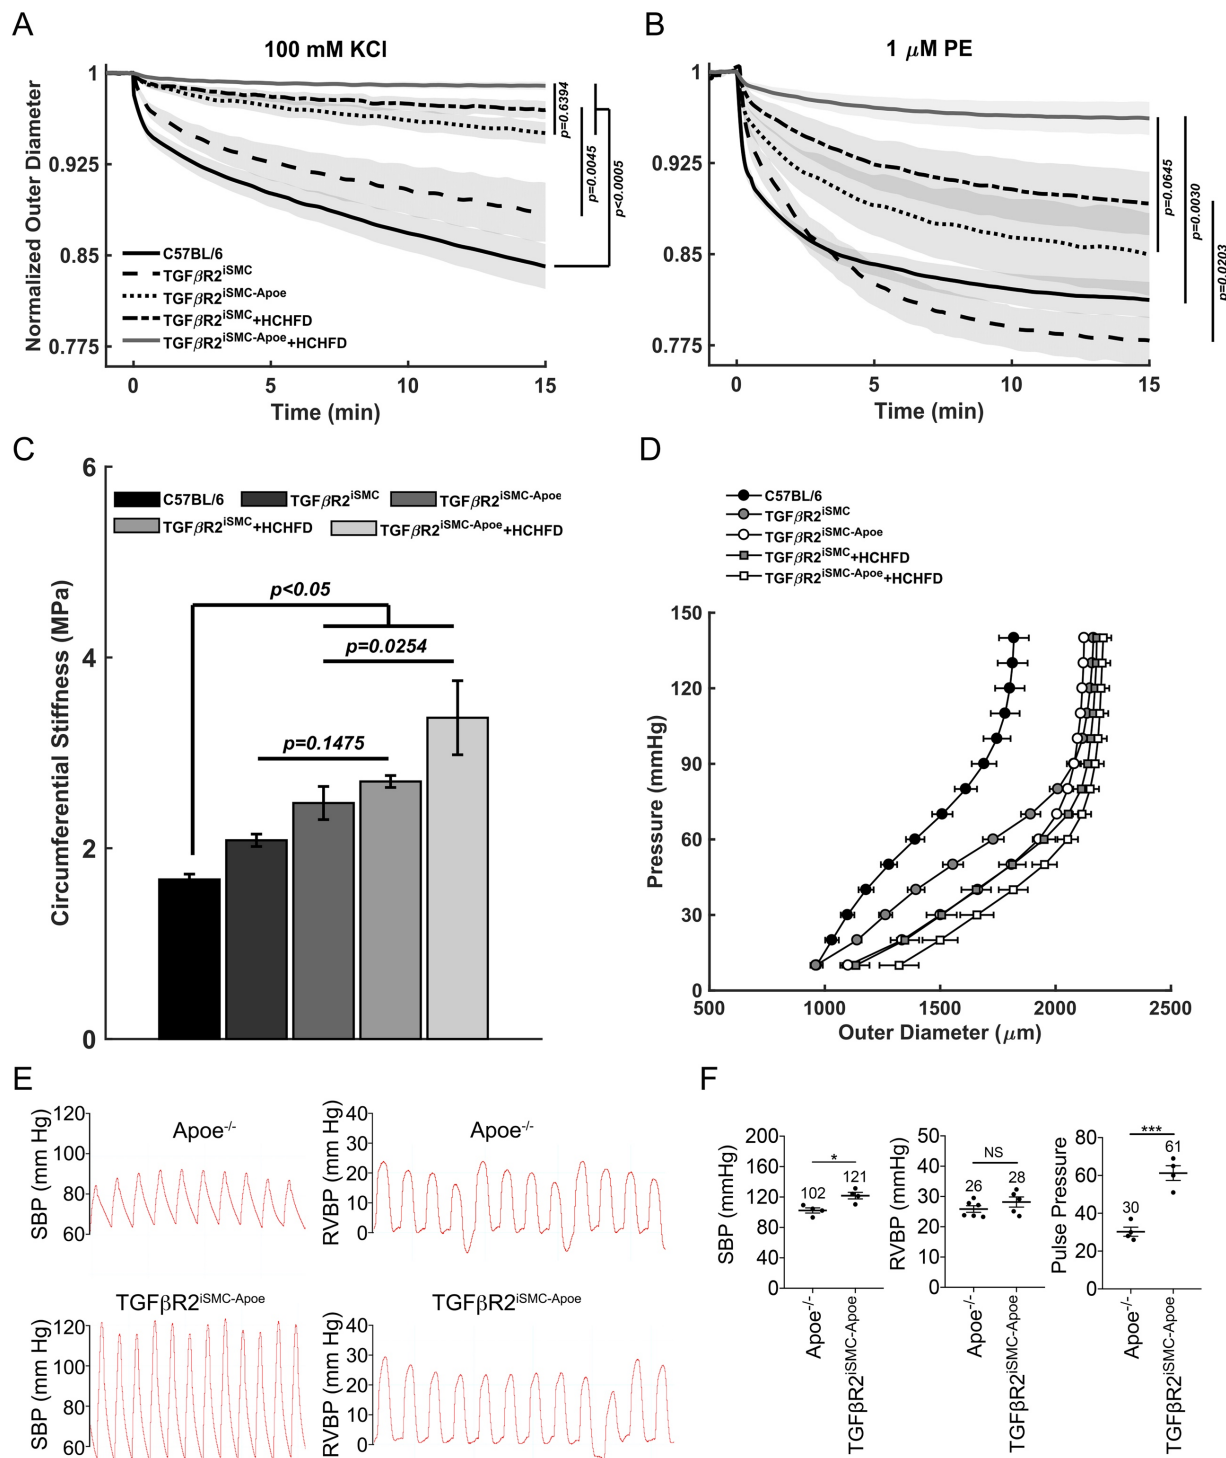 A
100 mM KCl
Normalized Outer Diameter
1
0.925
0.85
0.775
0
5
10
15
Time (min)
C57BL/6
TGFβR2iSMC
TGFβR2iSMC-Apoe
TGFβR2iSMC+HCHFD
TGFβR2iSMC-Apoe+HCHFD
p=0.6394
p=0.0045
p<0.0005
B
1 μM PE
1
0.925
0.85
0.775
0
5
10
15
Time (min)
p=0.0645
p=0.0030
p=0.0203
C
Circumferential Stiffness (MPa)
6
4
2
0
C57BL/6
TGFβR2iSMC
TGFβR2iSMC-Apoe
TGFβR2iSMC+HCHFD
TGFβR2iSMC-Apoe+HCHFD
p<0.05
p=0.0254
p=0.1475
D
C57BL/6
TGFβR2iSMC
TGFβR2iSMC-Apoe
TGFβR2iSMC+HCHFD
TGFβR2iSMC-Apoe+HCHFD
Pressure (mmHg)
150
120
90
60
30
0
500
1000
1500
2000
2500
Outer Diameter (μm)
E
SBP (mm Hg)
120
100
80
60
Apoe-/-
RVBP (mm Hg)
40
30
20
10
0
Apoe-/-
TGFβR2iSMC-Apoe
SBP (mm Hg)
120
100
80
60
TGFβR2iSMC-Apoe
RVBP (mm Hg)
40
30
20
10
0
F
SBP (mmHg)
200
160
120
80
40
0
*
102
121
Apoe-/-
TGFβR2iSMC-Apoe
RVBP (mmHg)
50
40
30
20
10
0
NS
26
28
Apoe-/-
TGFβR2iSMC-Apoe
Pulse Pressure
80
60
40
20
0
***
61
30
Apoe-/-
TGFβR2iSMC-Apoe